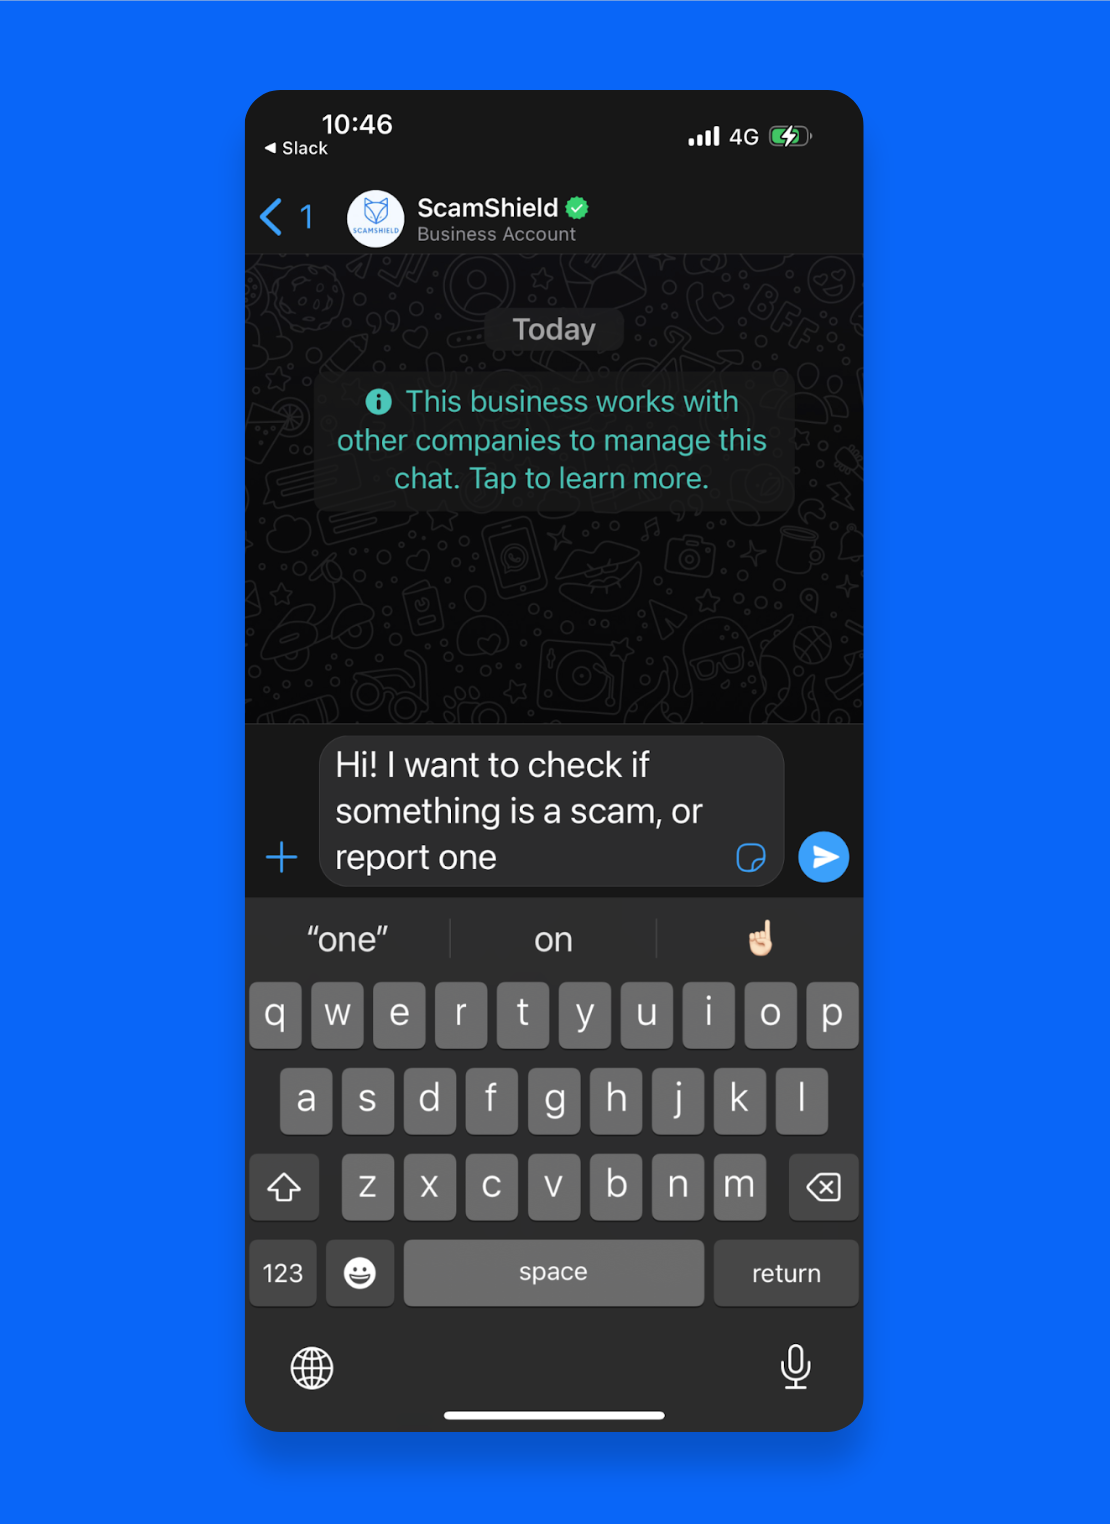 10:46
4G
◀ Slack
1
SCAMSHIELD
ScamShield
Business Account
BFF
Today
This business works with
other companies to manage this
chat. Tap to learn more.
Hi! I want to check if
something is a scam, or
report one
“one”
on
q w e r t y u i o p
a s d f g h j k l
z x c v b n m
123
space
return